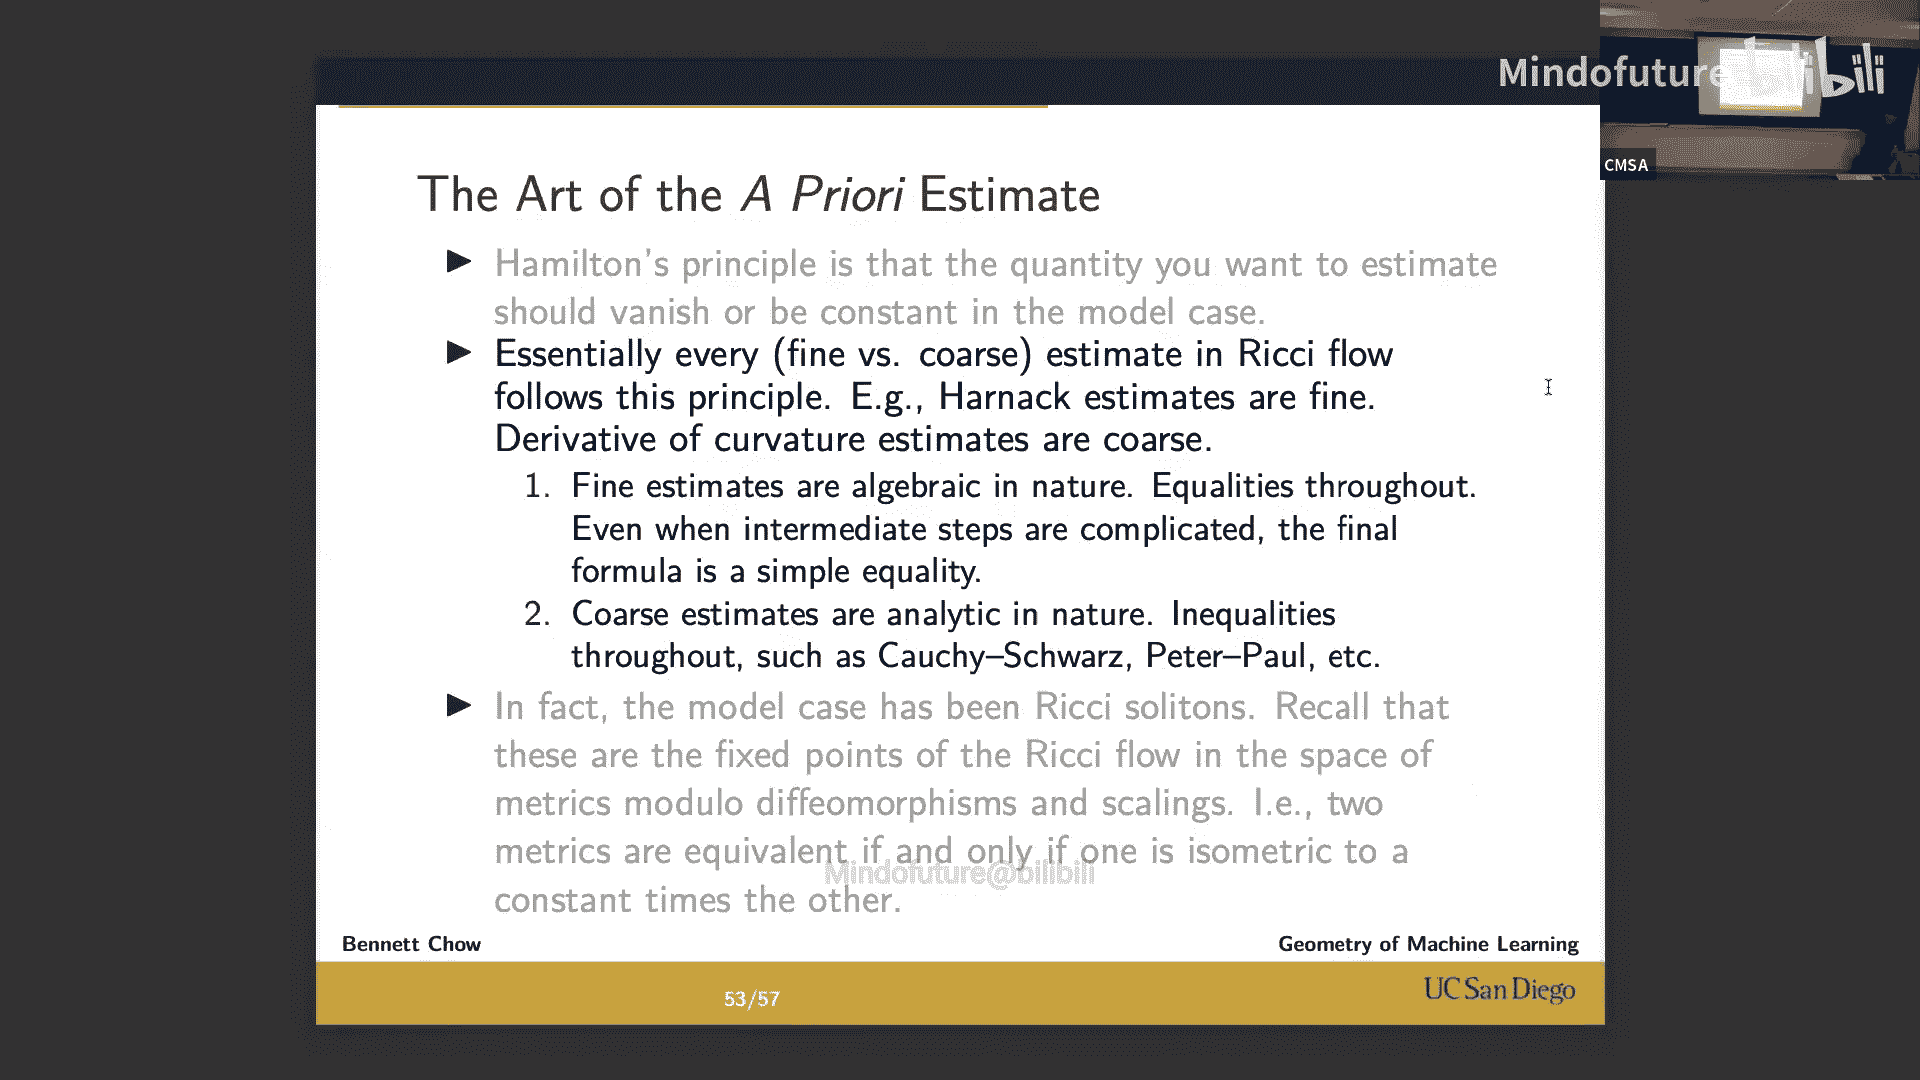 Mindofuture
bilibili
CMSA
The Art of the A Priori Estimate
▶ Hamilton's principle is that the quantity you want to estimate
should vanish or be constant in the model case.
▶ Essentially every (fine vs. coarse) estimate in Ricci flow
follows this principle. E.g., Harnack estimates are fine.
Derivative of curvature estimates are coarse.
1. Fine estimates are algebraic in nature. Equalities throughout.
Even when intermediate steps are complicated, the final
formula is a simple equality.
2. Coarse estimates are analytic in nature. Inequalities
throughout, such as Cauchy–Schwarz, Peter–Paul, etc.
▶ In fact, the model case has been Ricci solitons. Recall that
these are the fixed points of the Ricci flow in the space of
metrics modulo diffeomorphisms and scalings. I.e., two
metrics are equivalent if and only if one is isometric to a
Mindofuture@bilibili
constant times the other.
Bennett Chow
Geometry of Machine Learning
53/57
UC San Diego